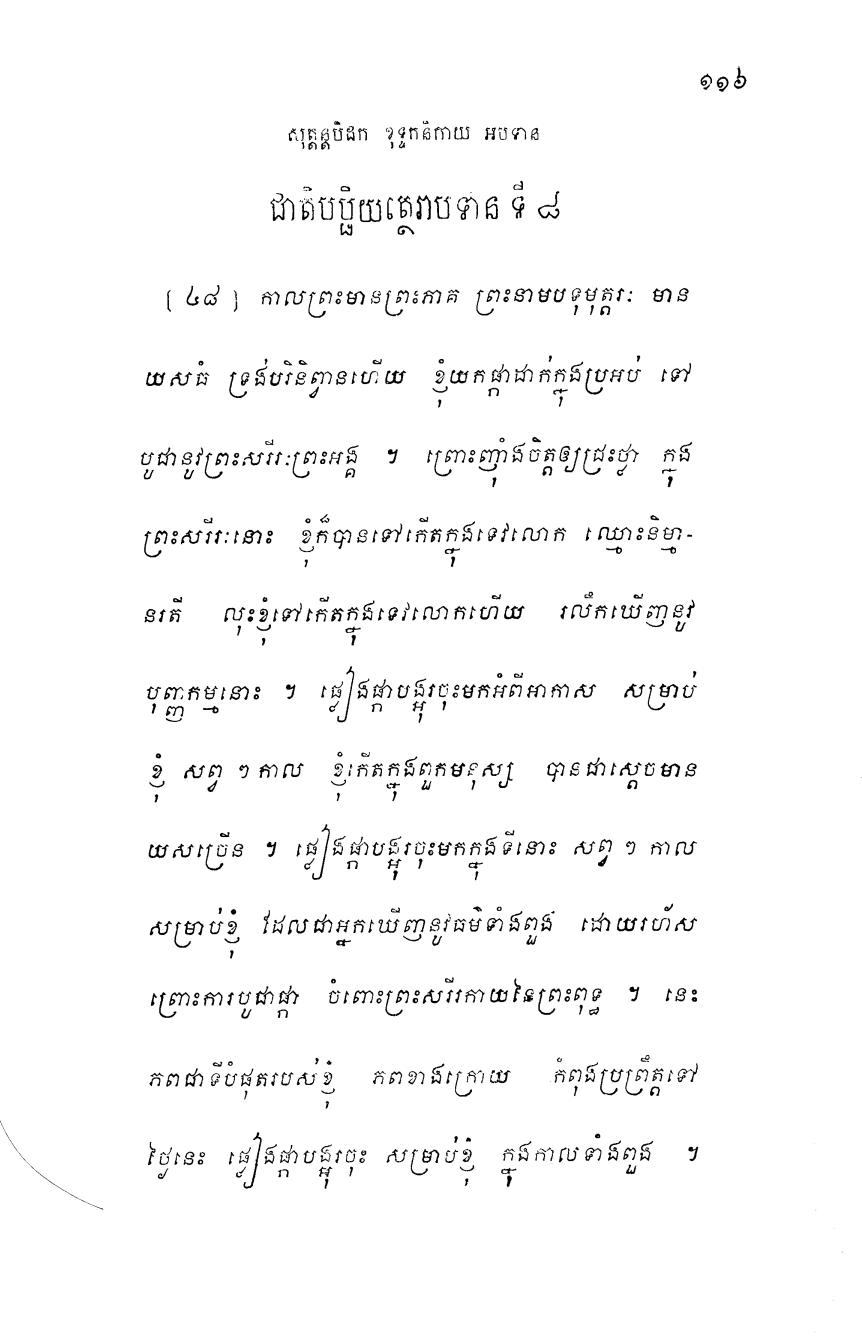 ១១៦
សុត្តន្តបិដក ខុទ្ទកនិកាយ អបទាន
ជាតិបប្ផិយត្ថេរាបទាន ទី ៨
[ ៤៨ ] កាលព្រះមានព្រះភាគ ព្រះនាមបទុមុត្តរៈ មាន
យសធំ ទ្រង់បរិនិព្វានហើយ ខ្ញុំយកផ្កាដាក់ក្នុងប្រអប់ ទៅ
បូជានូវព្រះសរីរៈព្រះអង្គ ។ ព្រោះញ៉ាំងចិត្តឲ្យជ្រះថ្លា ក្នុង
ព្រះសរីរៈនោះ ខ្ញុំក៏បានទៅកើតក្នុងទេវលោក ឈ្មោះនិម្មា-
នរតី លុះខ្ញុំទៅកើតក្នុងទេវលោកហើយ រលឹកឃើញនូវ
បុញ្ញកម្មនោះ ។ ភ្លៀងផ្កាបង្អុរចុះមកអំពីអាកាស សម្រាប់
ខ្ញុំ សព្វ ៗ កាល ខ្ញុំកើតក្នុងពួកមនុស្ស បានជាស្តេចមាន
យសច្រើន ។ ភ្លៀងផ្កាបង្អុរចុះមកក្នុងទីនោះ សព្វ ៗ កាល
សម្រាប់ខ្ញុំ ដែលជាអ្នកឃើញនូវធម៌ទាំងពួង ដោយរហ័ស
ព្រោះការបូជាផ្កា ចំពោះព្រះសរីរកាយនៃព្រះពុទ្ធ ។ នេះ
ភពជាទីបំផុតរបស់ខ្ញុំ ភពខាងក្រោយ កំពុងប្រព្រឹត្តទៅ
ថ្ងៃនេះ ភ្លៀងផ្កាបង្អុរចុះ សម្រាប់ខ្ញុំ ក្នុងកាលទាំងពួង ។